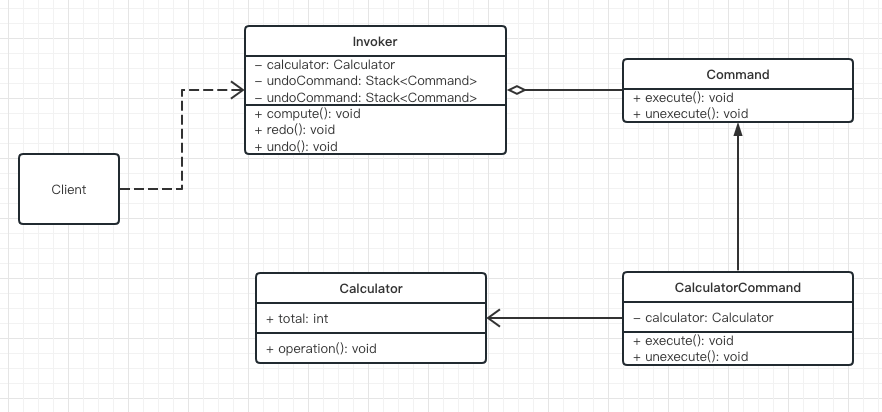 Invoker
– calculator: Calculator
– undoCommand: Stack<Command>
– undoCommand: Stack<Command>
+ compute(): void
+ redo(): void
+ undo(): void
Command
+ execute(): void
+ unexecute(): void
Client
Calculator
+ total: int
+ operation(): void
CalculatorCommand
– calculator: Calculator
+ execute(): void
+ unexecute(): void